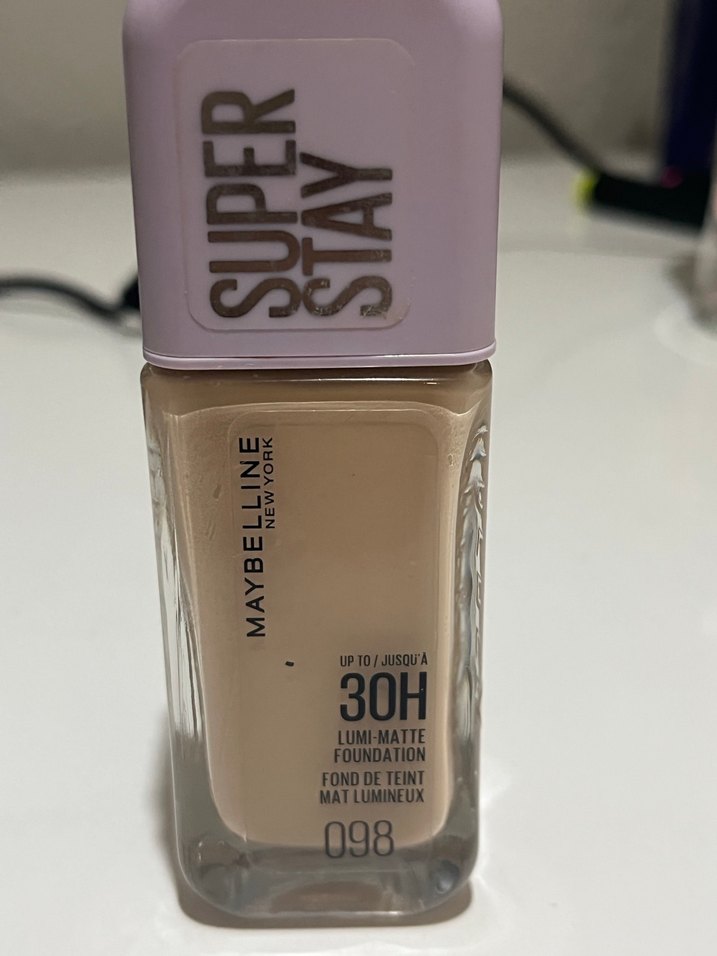 SUPER
STAY
MAYBELLINE
NEW YORK
UP TO / JUSQU'À
30H
LUMI-MATTE
FOUNDATION
FOND DE TEINT
MAT LUMINEUX
098